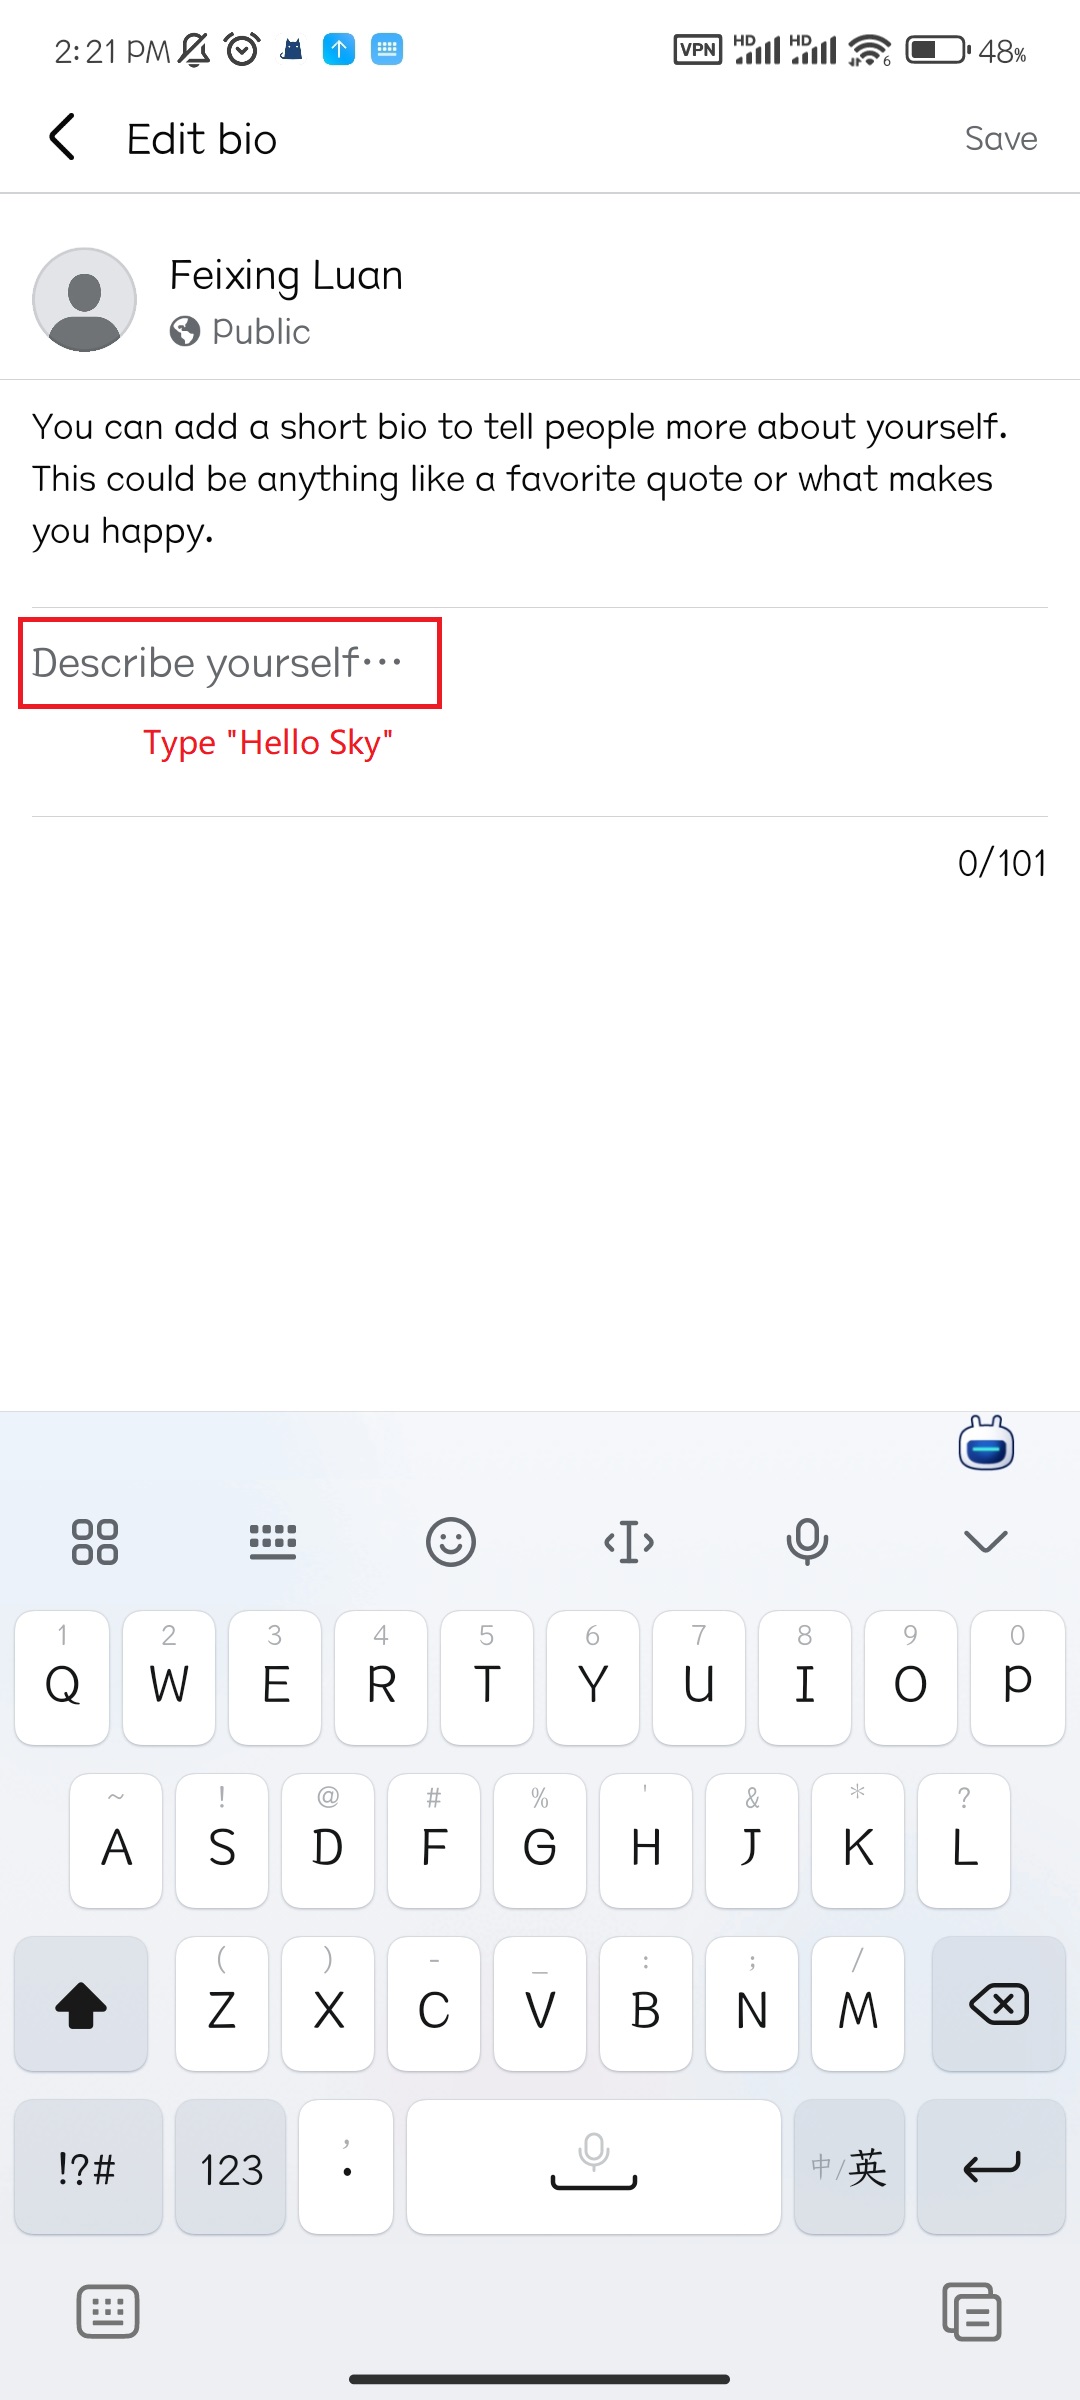 2:21 PM VPN HD HD 6 48%
Edit bio Save
Feixing Luan
Public
You can add a short bio to tell people more about yourself.
This could be anything like a favorite quote or what makes
you happy.
Describe yourself···
Type "Hello Sky"
0/101
1 2 3 4 5 6 7 8 9 0
Q W E R T Y U I O P
~ ! @ # % ' & * ?
A S D F G H J K L
( ) - _ : ; /
Z X C V B N M
!?# 123 , . 中/英